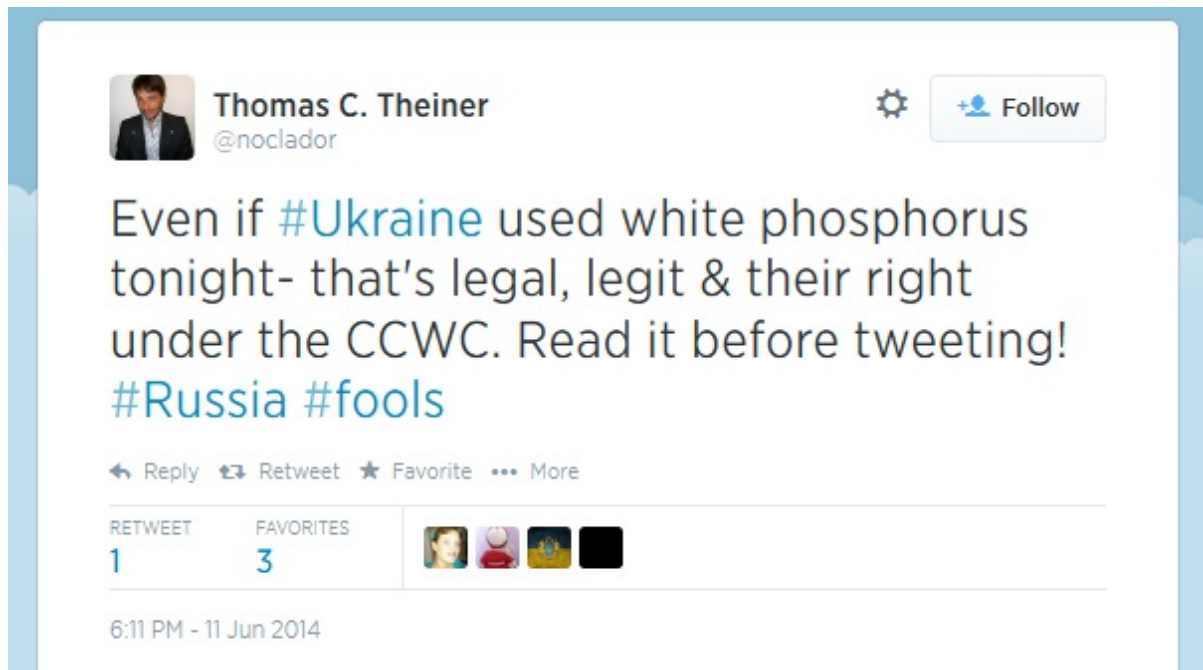 Thomas C. Theiner
@noclador
Follow
Even if #Ukraine used white phosphorus
tonight- that's legal, legit & their right
under the CCWC. Read it before tweeting!
#Russia #fools
Reply Retweet Favorite More
RETWEET FAVORITES
1 3
6:11 PM - 11 Jun 2014